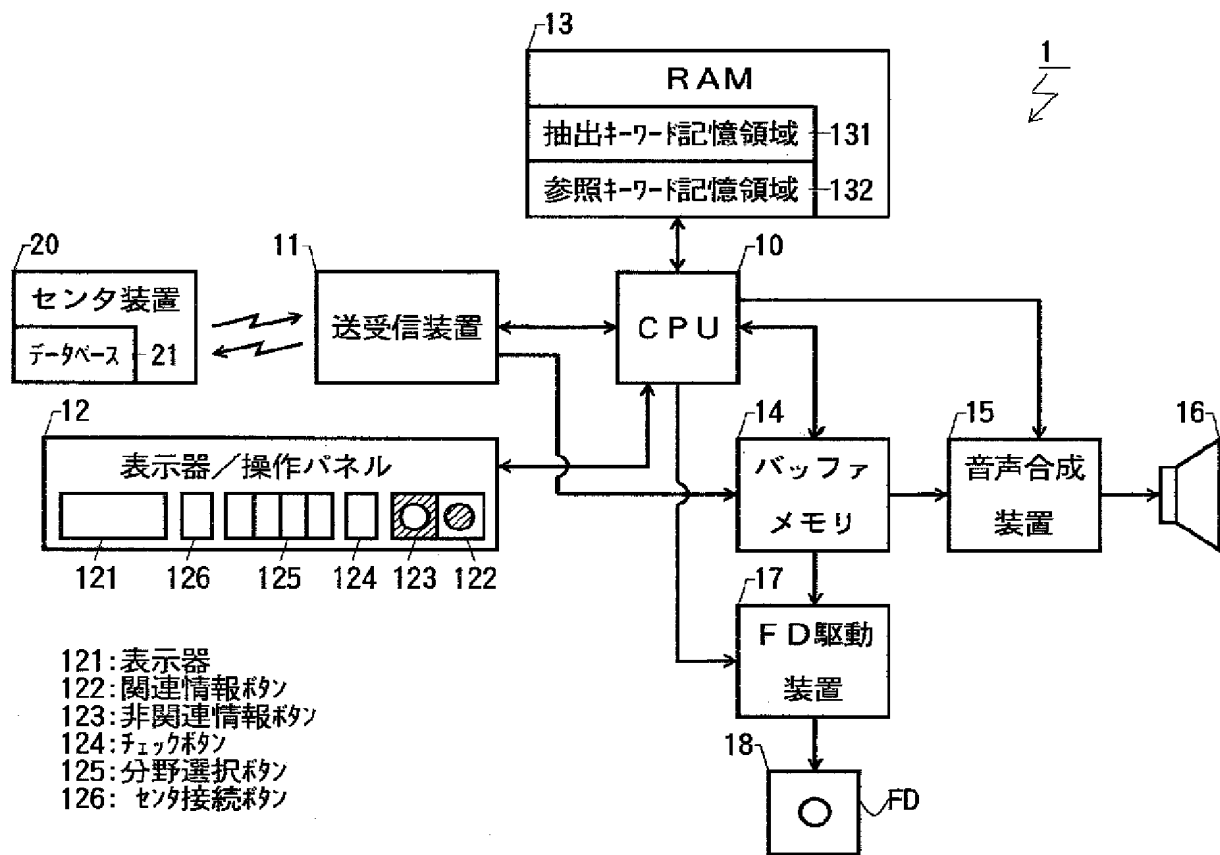 13
1
RAM
抽出キーワード記憶領域
131
参照キーワード記憶領域
132
20
11
10
センタ装置
データベース
21
送受信装置
CPU
12
14
15
16
表示器/操作パネル
バッファ
メモリ
音声合成
装置
121
126
125
124
123
122
17
FD駆動
装置
121:表示器
122:関連情報ボタン
123:非関連情報ボタン
124:チェックボタン
125:分野選択ボタン
126: センタ接続ボタン
18
FD